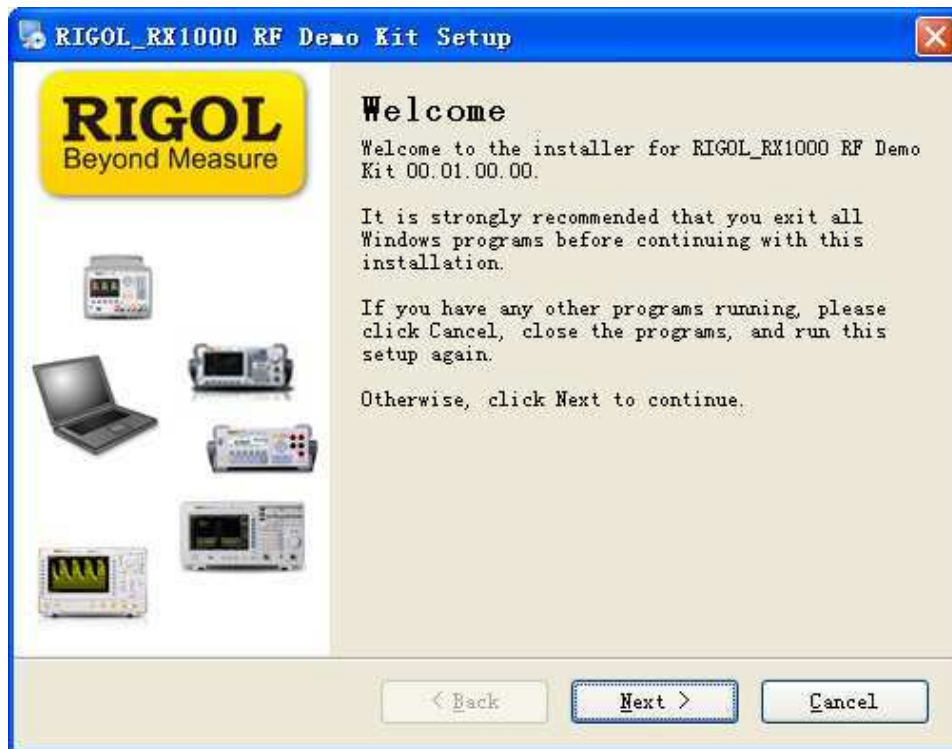 RIGOL_RX1000 RF Demo Kit Setup
RIGOL
Beyond Measure
Welcome
Welcome to the installer for RIGOL_RX1000 RF Demo
Kit 00.01.00.00.
It is strongly recommended that you exit all
Windows programs before continuing with this
installation.
If you have any other programs running, please
click Cancel, close the programs, and run this
setup again.
Otherwise, click Next to continue.
< Back
Next >
Cancel